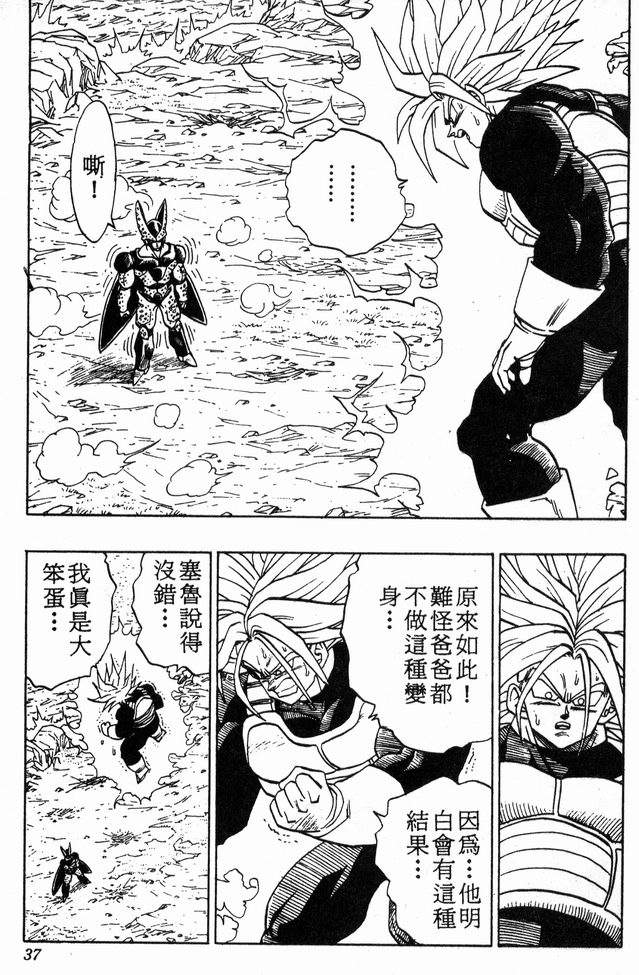 ……
……
嘶！
原來如此！
難怪爸爸都
不做這種變
身…
因爲…他明
白會有這種
結果…
塞魯說得
沒錯…
我眞是大
笨蛋…
37